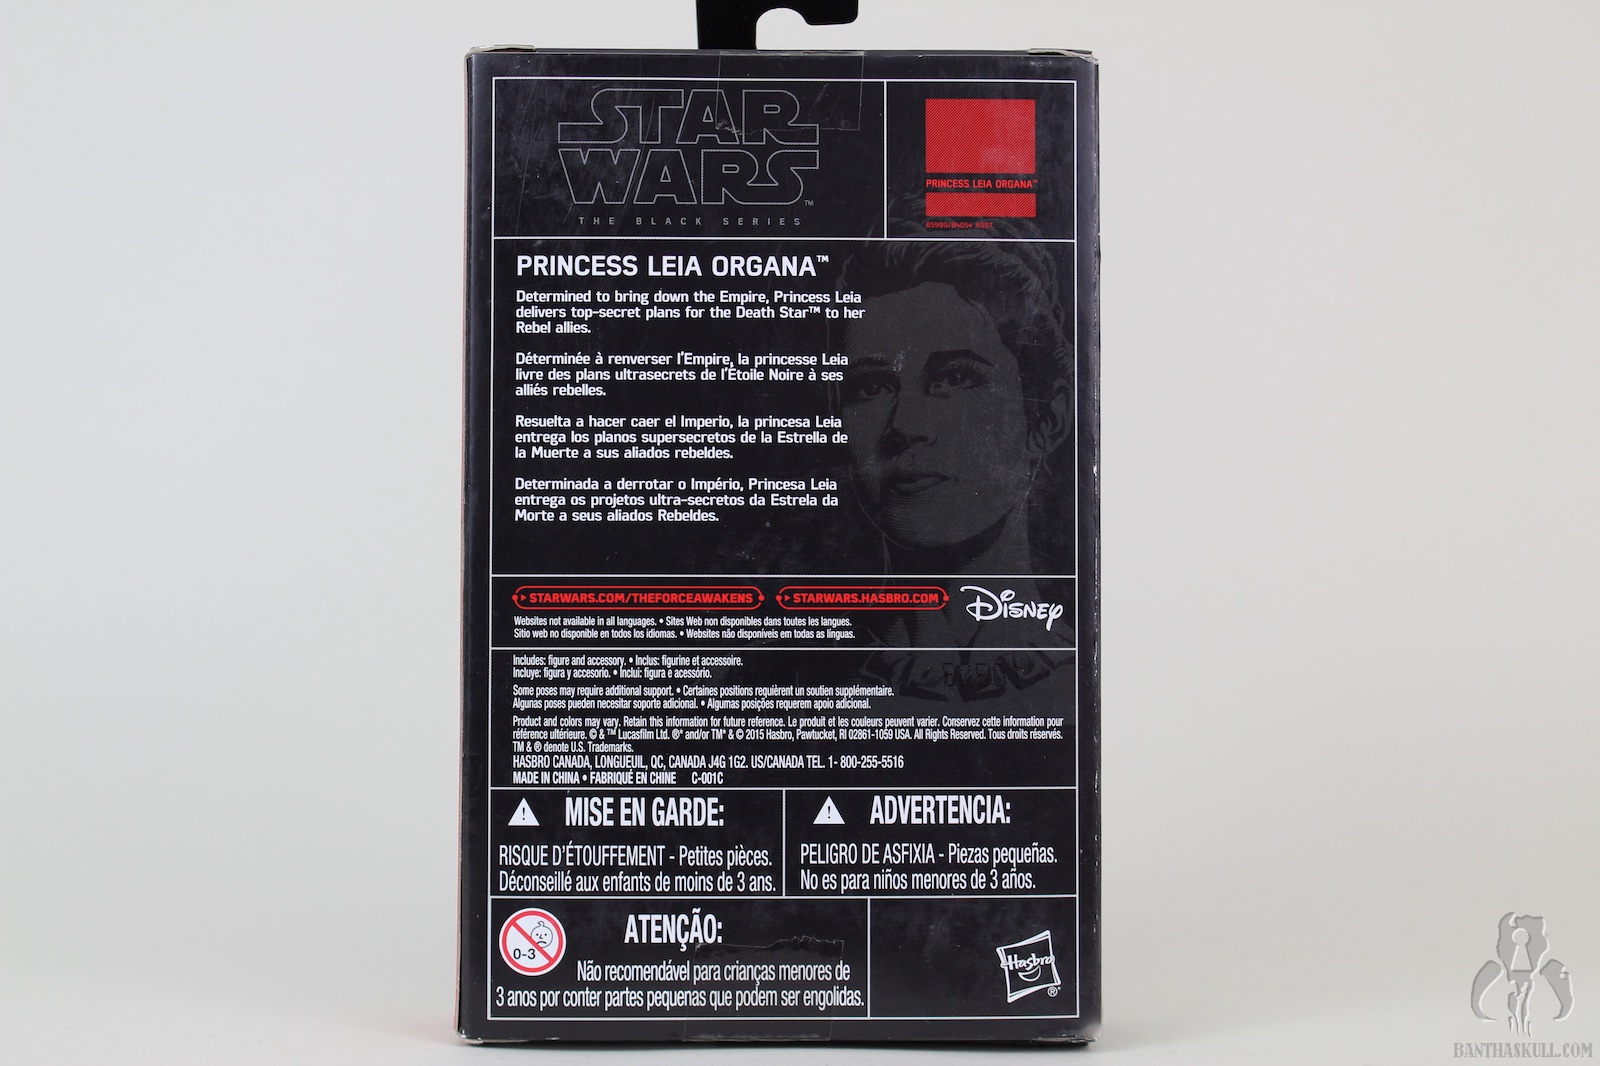 STAR
WARS™
THE BLACK SERIES
PRINCESS LEIA ORGANA™
B5999/B4054 ASST.
PRINCESS LEIA ORGANA™
Determined to bring down the Empire, Princess Leia
delivers top-secret plans for the Death Star™ to her
Rebel allies.
Déterminée à renverser l'Empire, la princesse Leia
livre des plans ultrasecrets de l'Étoile Noire à ses
alliés rebelles.
Resuelta a hacer caer el Imperio, la princesa Leia
entrega los planos supersecretos de la Estrella de
la Muerte a sus aliados rebeldes.
Determinada a derrotar o Império, Princesa Leia
entrega os projetos ultra-secretos da Estrela da
Morte a seus aliados Rebeldes.
STARWARS.COM/THEFORCEAWAKENS
STARWARS.HASBRO.COM
Disney
Websites not available in all languages. • Sites Web non disponibles dans toutes les langues.
Sitio web no disponible en todos los idiomas. • Websites não disponíveis em todas as línguas.
Includes: figure and accessory. • Inclus: figurine et accessoire.
Incluye: figura y accesorio. • Inclui: figura e acessório.
Some poses may require additional support. • Certaines positions requièrent un soutien supplémentaire.
Algunas poses pueden necesitar soporte adicional. • Algumas posições requerem apoio adicional.
Product and colors may vary. Retain this information for future reference. Le produit et les couleurs peuvent varier. Conservez cette information pour
référence ultérieure. © & ™ Lucasfilm Ltd. ®* and/or TM* & © 2015 Hasbro, Pawtucket, RI 02861-1059 USA. All Rights Reserved. Tous droits réservés.
TM & ® denote U.S. Trademarks.
HASBRO CANADA, LONGUEUIL, QC, CANADA J4G 1G2. US/CANADA TEL. 1- 800-255-5516
MADE IN CHINA • FABRIQUÉ EN CHINE C-001C
MISE EN GARDE:
RISQUE D'ÉTOUFFEMENT - Petites pièces.
Déconseillé aux enfants de moins de 3 ans.
ADVERTENCIA:
PELIGRO DE ASFIXIA - Piezas pequeñas.
No es para niños menores de 3 años.
0-3
ATENÇÃO:
Não recomendável para crianças menores de
3 anos por conter partes pequenas que podem ser engolidas.
Hasbro®
BANTHASKULL.COM